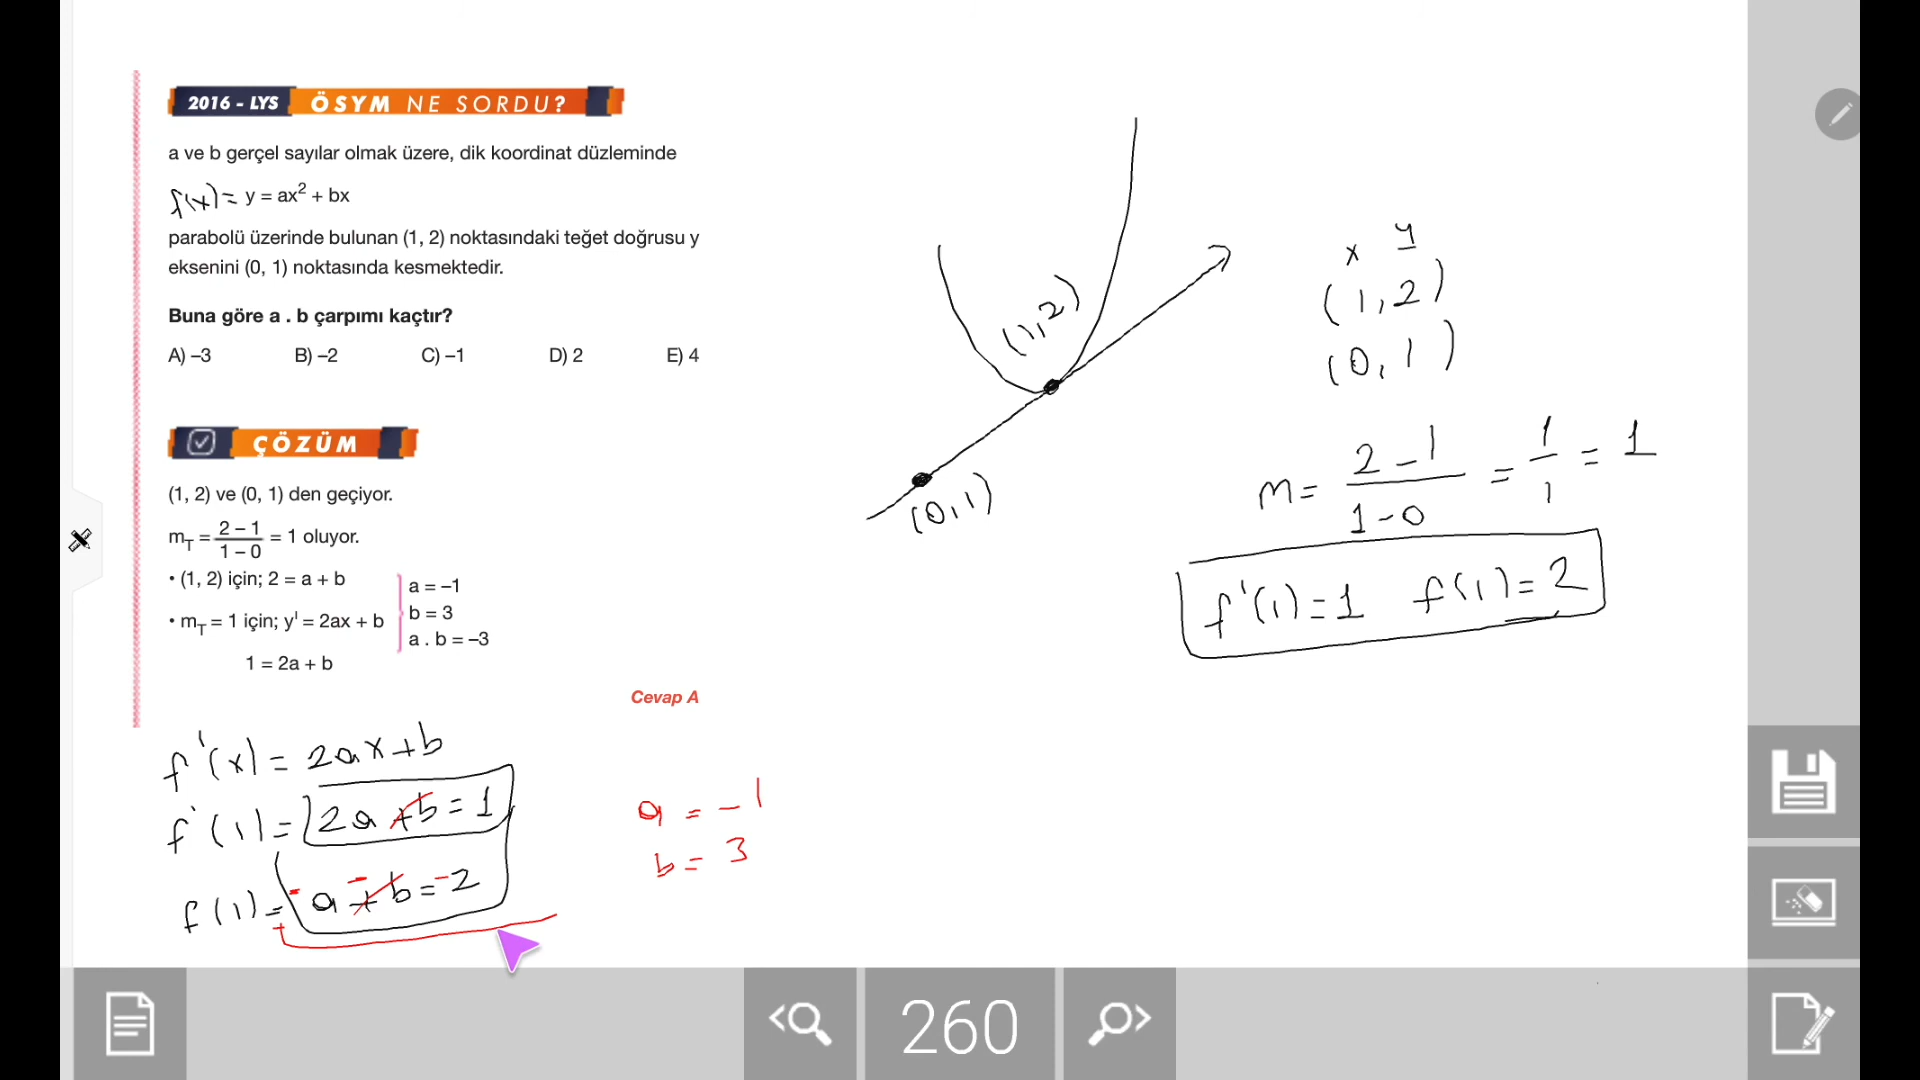 2016 - LYS ÖSYM NE SORDU?
a ve b gerçel sayılar olmak üzere, dik koordinat düzleminde
f(x) = y = ax² + bx
parabolü üzerinde bulunan (1, 2) noktasındaki teğet doğrusu y
eksenini (0, 1) noktasında kesmektedir.
Buna göre a . b çarpımı kaçtır?
A) –3 B) –2 C) –1 D) 2 E) 4
ÇÖZÜM
(1, 2) ve (0, 1) den geçiyor.
m_T = (2 – 1)/(1 – 0) = 1 oluyor.
• (1, 2) için; 2 = a + b
• m_T = 1 için; y' = 2ax + b
1 = 2a + b
a = –1
b = 3
a . b = –3
Cevap A
f'(x) = 2ax+b
f'(1) = 2a+b = 1
f(1) = -a-+b = -2
a = -1
b = 3
(1,2)
(0,1)
x y
(1,2)
(0,1)
m = (2-1)/(1-0) = 1/1 = 1
f'(1)=1 f(1)=2
260